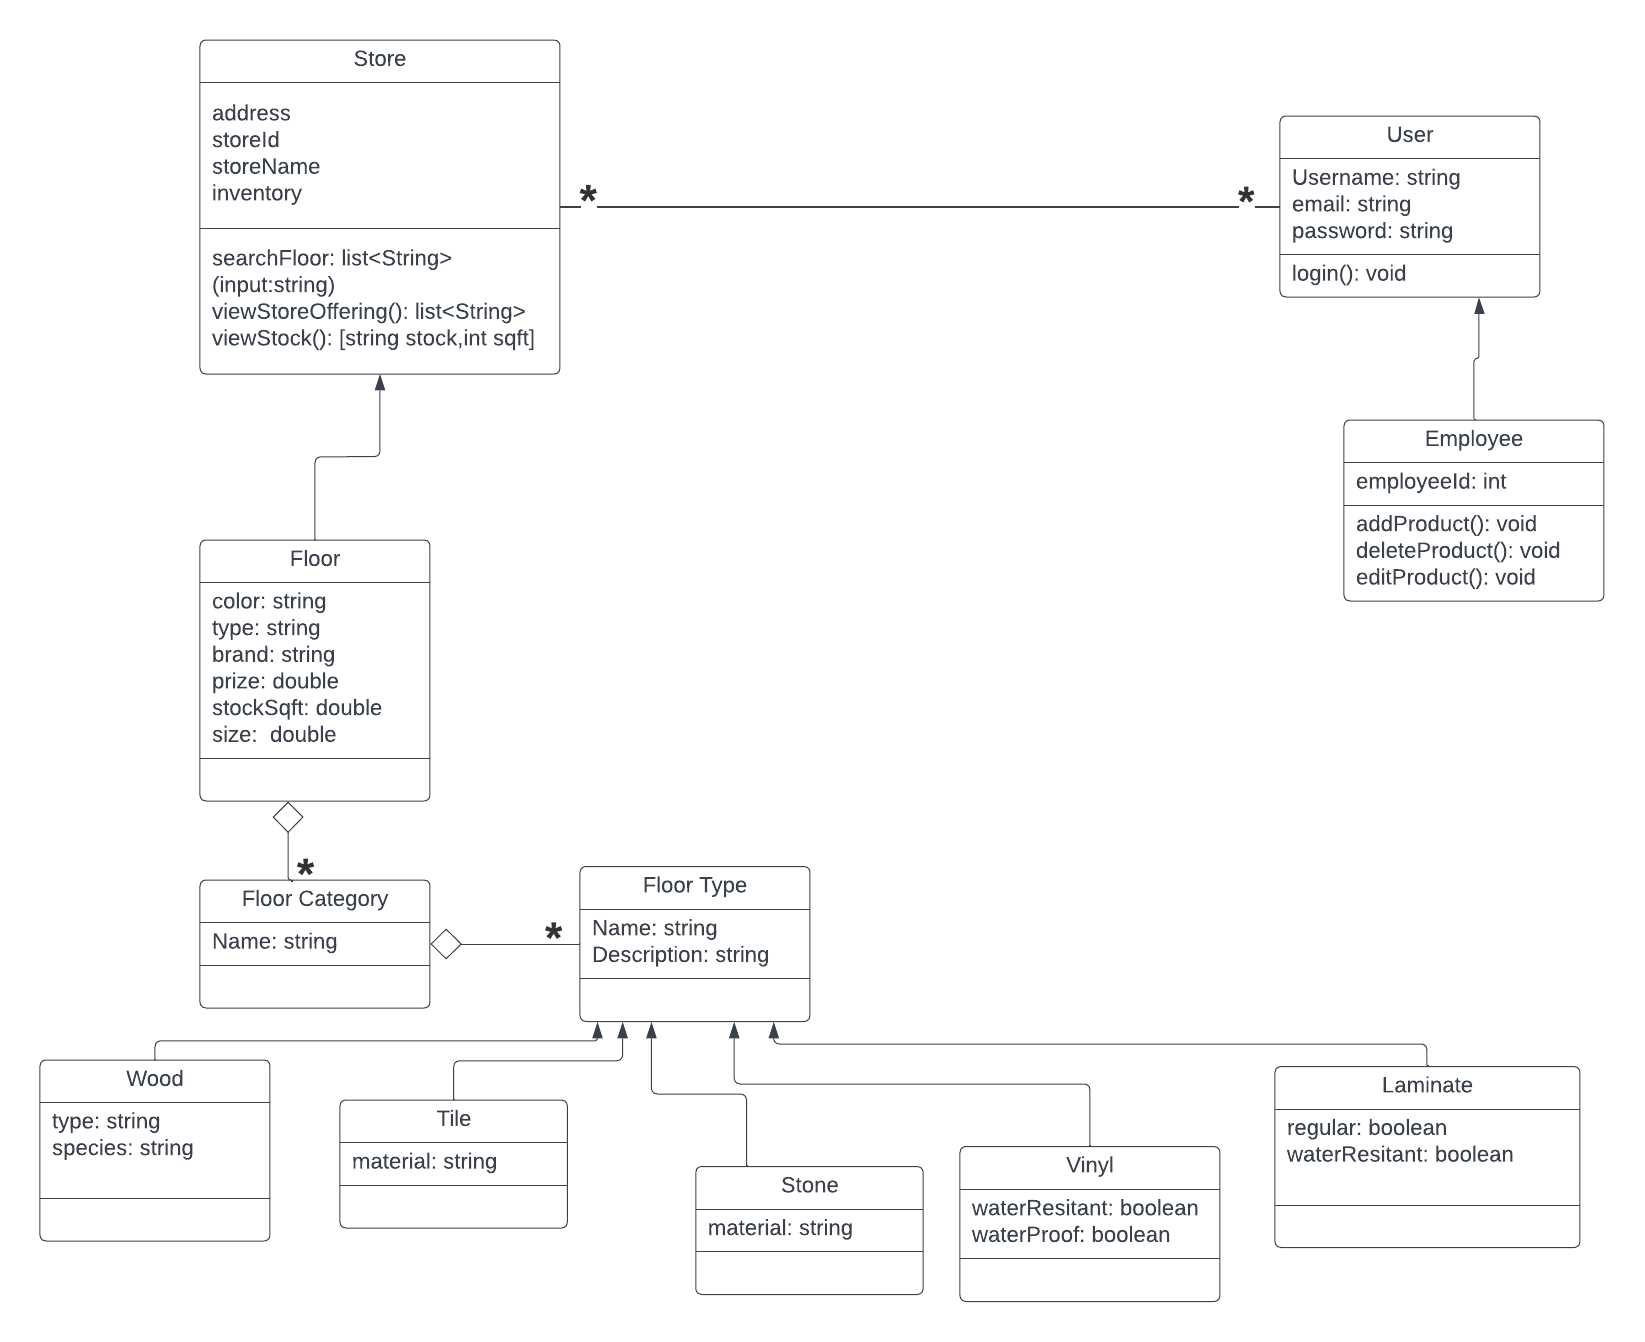 Store
address
storeId
storeName
inventory
searchFloor: list<String>
(input:string)
viewStoreOffering(): list<String>
viewStock(): [string stock,int sqft]
*
*
User
Username: string
email: string
password: string
login(): void
Employee
employeeId: int
addProduct(): void
deleteProduct(): void
editProduct(): void
Floor
color: string
type: string
brand: string
prize: double
stockSqft: double
size:  double
*
Floor Category
Name: string
*
Floor Type
Name: string
Description: string
Wood
type: string
species: string
Tile
material: string
Stone
material: string
Vinyl
waterResitant: boolean
waterProof: boolean
Laminate
regular: boolean
waterResitant: boolean